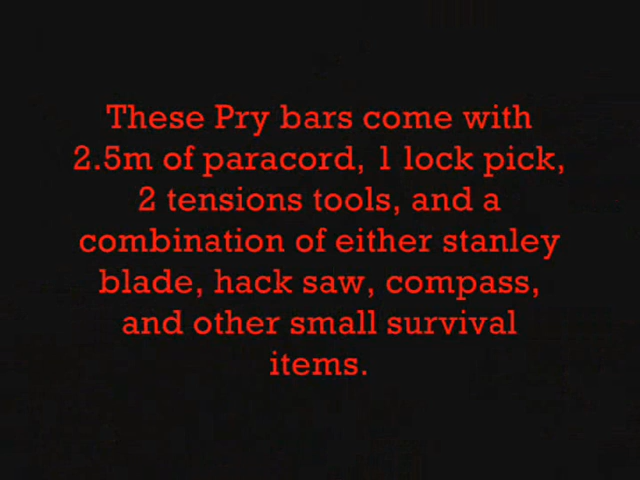 These Pry bars come with
2.5m of paracord, 1 lock pick,
2 tensions tools, and a
combination of either stanley
blade, hack saw, compass,
and other small survival
items.